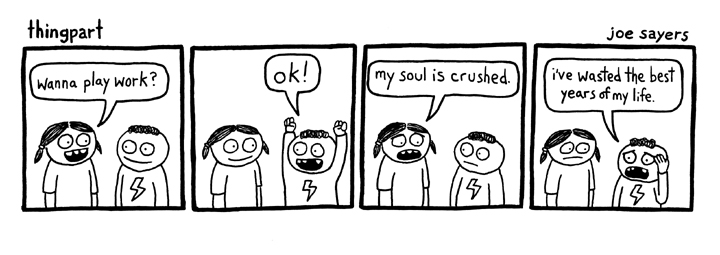 thingpart
joe sayers
wanna play work?
ok!
my soul is crushed.
i've wasted the best
years of my life.